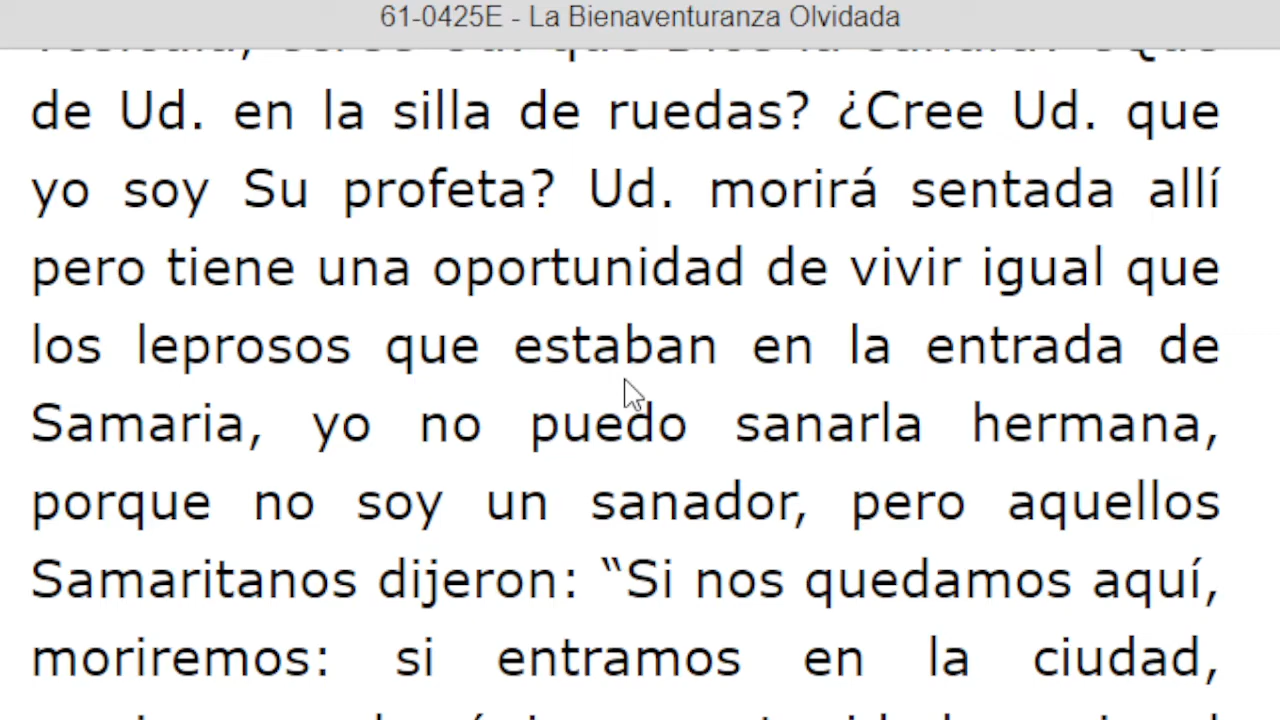 61-0425E - La Bienaventuranza Olvidada
de Ud. en la silla de ruedas? ¿Cree Ud. que
yo soy Su profeta? Ud. morirá sentada allí
pero tiene una oportunidad de vivir igual que
los leprosos que estaban en la entrada de
Samaria, yo no puedo sanarla hermana,
porque no soy un sanador, pero aquellos
Samaritanos dijeron: “Si nos quedamos aquí,
moriremos: si entramos en la ciudad,